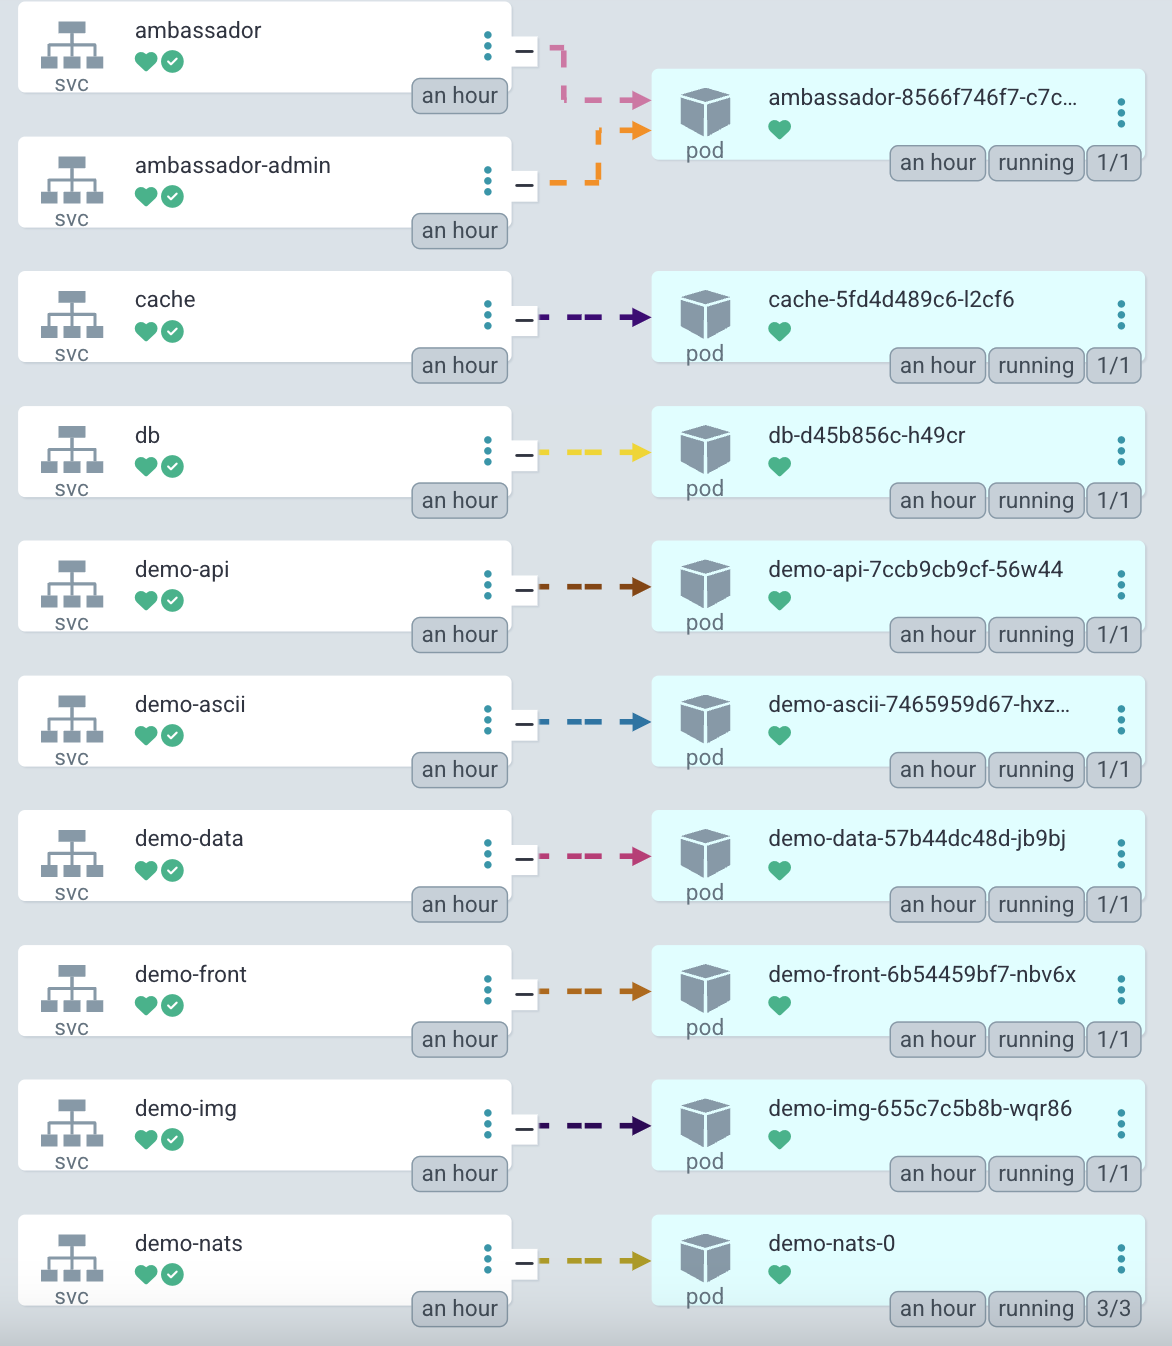 ambassador
svc
an hour
ambassador-8566f746f7-c7c...
pod
an hour running 1/1
ambassador-admin
svc
an hour
cache
svc
an hour
cache-5fd4d489c6-l2cf6
pod
an hour running 1/1
db
svc
an hour
db-d45b856c-h49cr
pod
an hour running 1/1
demo-api
svc
an hour
demo-api-7ccb9cb9cf-56w44
pod
an hour running 1/1
demo-ascii
svc
an hour
demo-ascii-7465959d67-hxz...
pod
an hour running 1/1
demo-data
svc
an hour
demo-data-57b44dc48d-jb9bj
pod
an hour running 1/1
demo-front
svc
an hour
demo-front-6b54459bf7-nbv6x
pod
an hour running 1/1
demo-img
svc
an hour
demo-img-655c7c5b8b-wqr86
pod
an hour running 1/1
demo-nats
svc
an hour
demo-nats-0
pod
an hour running 3/3